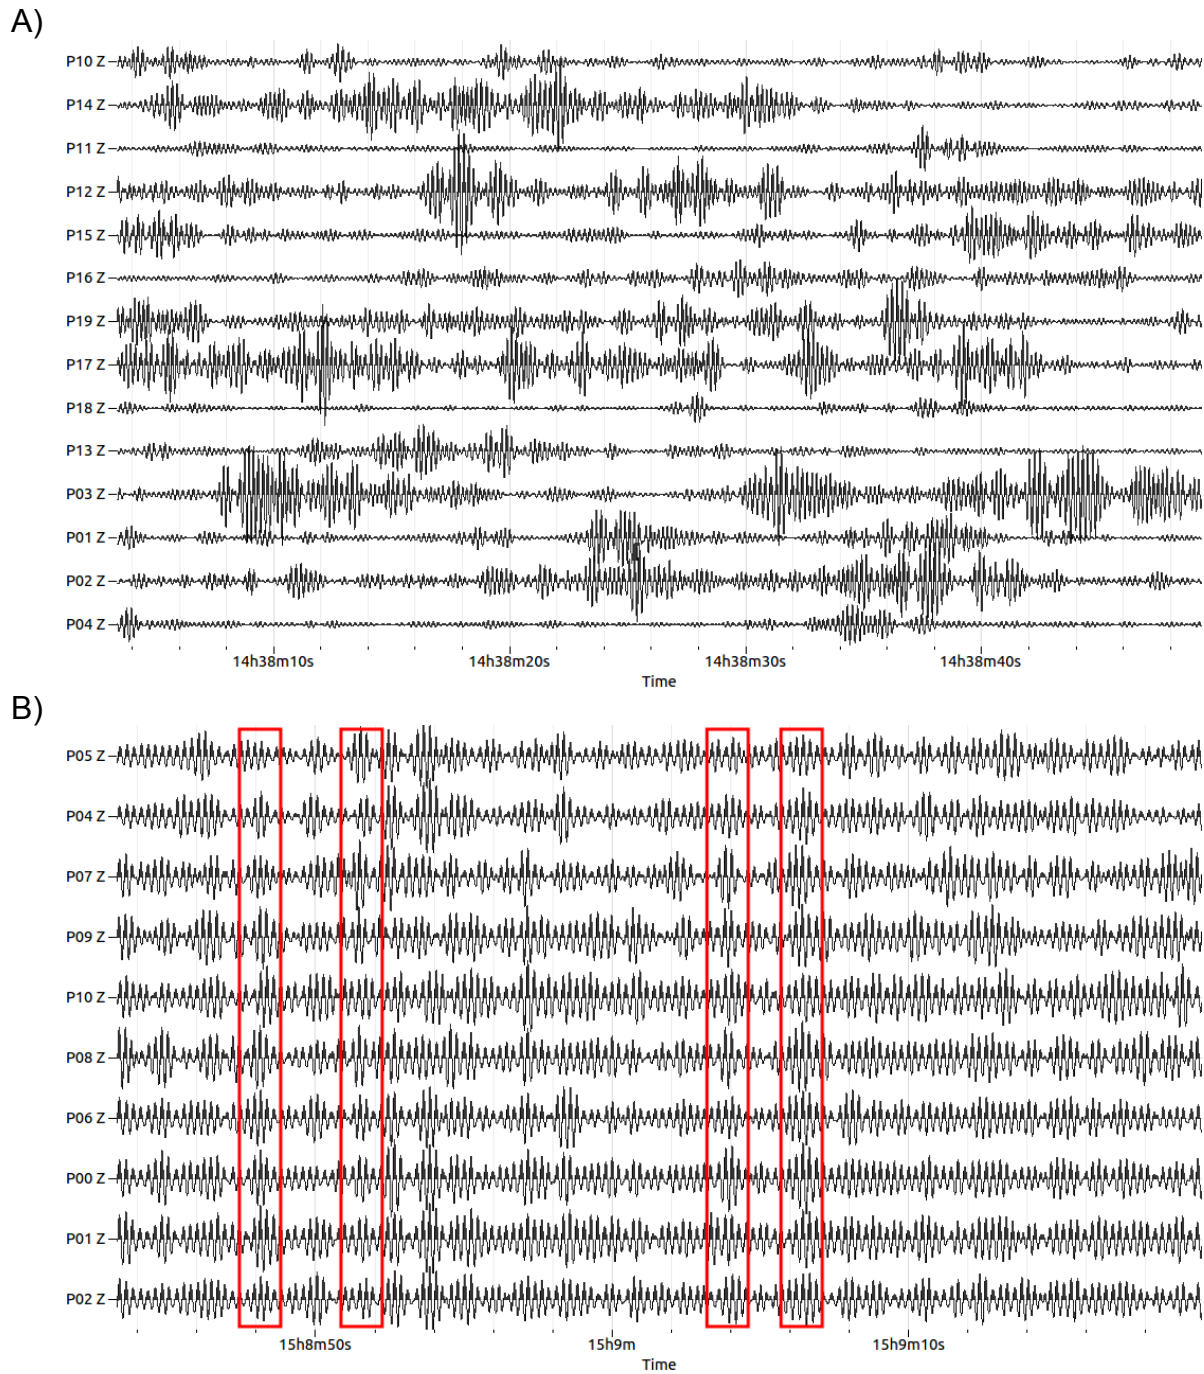 A)
P10 Z
P14 Z
P11 Z
P12 Z
P15 Z
P16 Z
P19 Z
P17 Z
P18 Z
P13 Z
P03 Z
P01 Z
P02 Z
P04 Z
14h38m10s 14h38m20s 14h38m30s 14h38m40s
Time
B)
P05 Z
P04 Z
P07 Z
P09 Z
P10 Z
P08 Z
P06 Z
P00 Z
P01 Z
P02 Z
15h8m50s 15h9m 15h9m10s
Time